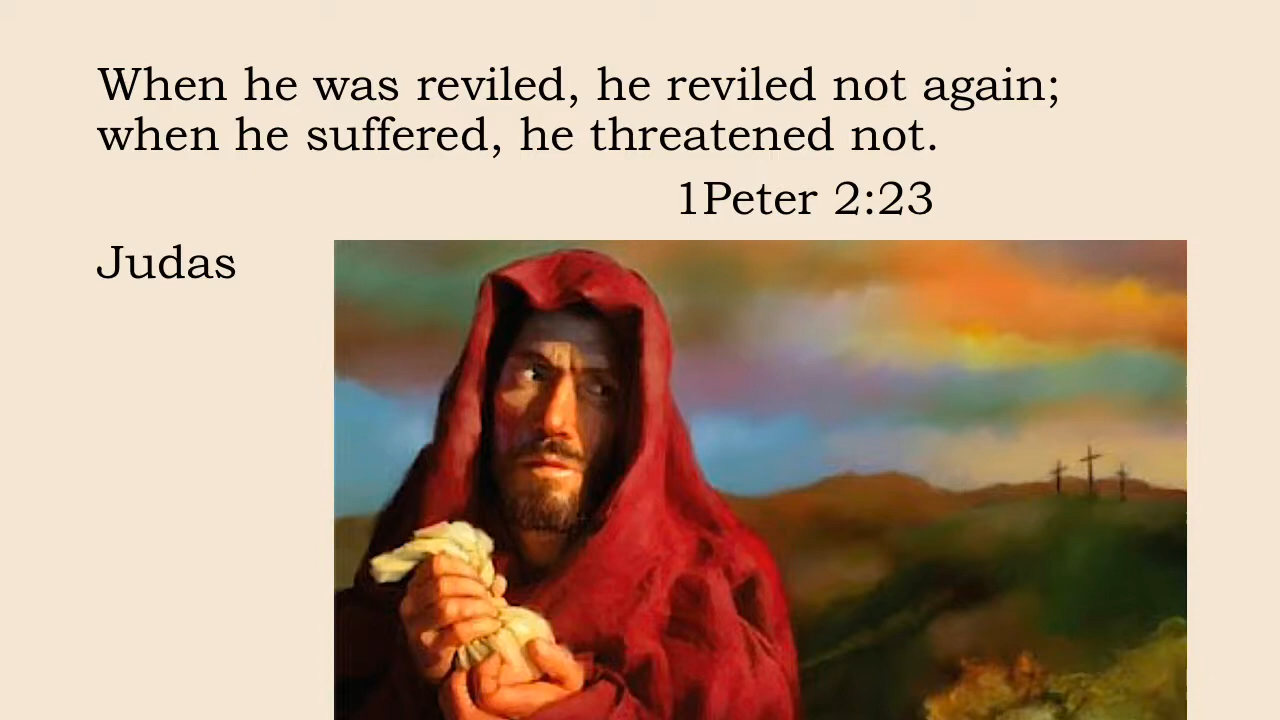 When he was reviled, he reviled not again;
when he suffered, he threatened not.
1Peter 2:23
Judas